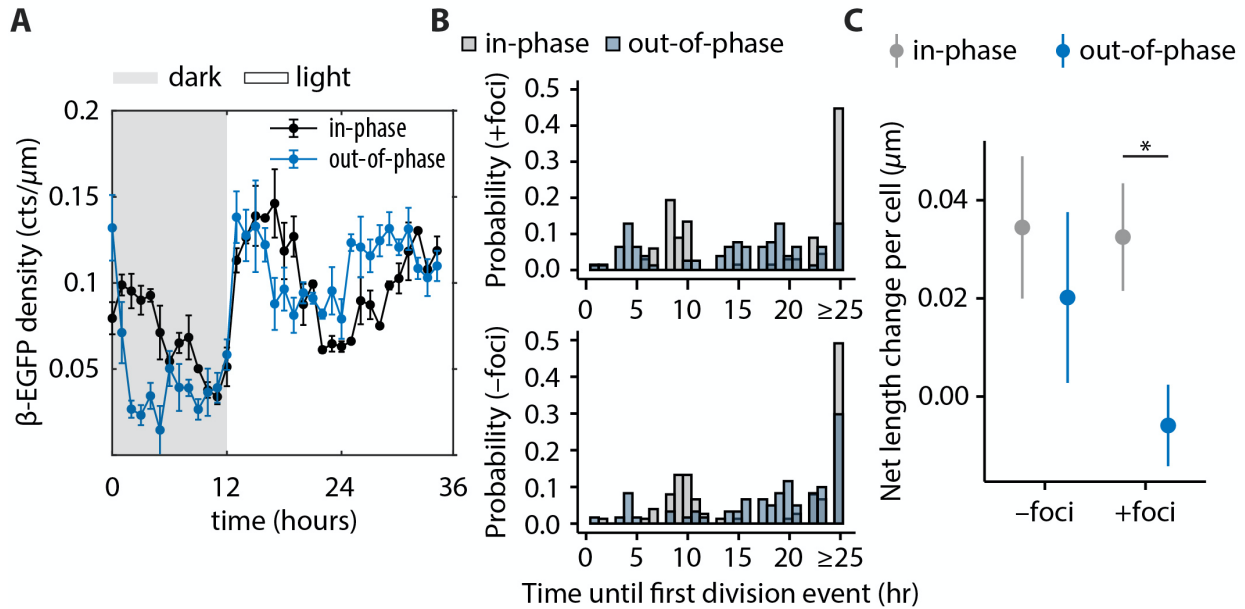 A
dark light
β-EGFP density (cts/µm)
0.2
0.15
0.1
0.05
in-phase
out-of-phase
0 12 24 36
time (hours)
B
in-phase out-of-phase
Probability (+foci)
0.5
0.4
0.3
0.2
0.1
0.0
0 5 10 15 20 ≥25
Probability (–foci)
0.5
0.4
0.3
0.2
0.1
0.0
0 5 10 15 20 ≥25
Time until first division event (hr)
C
in-phase out-of-phase
Net length change per cell (µm)
*
0.04
0.02
0.00
–foci +foci